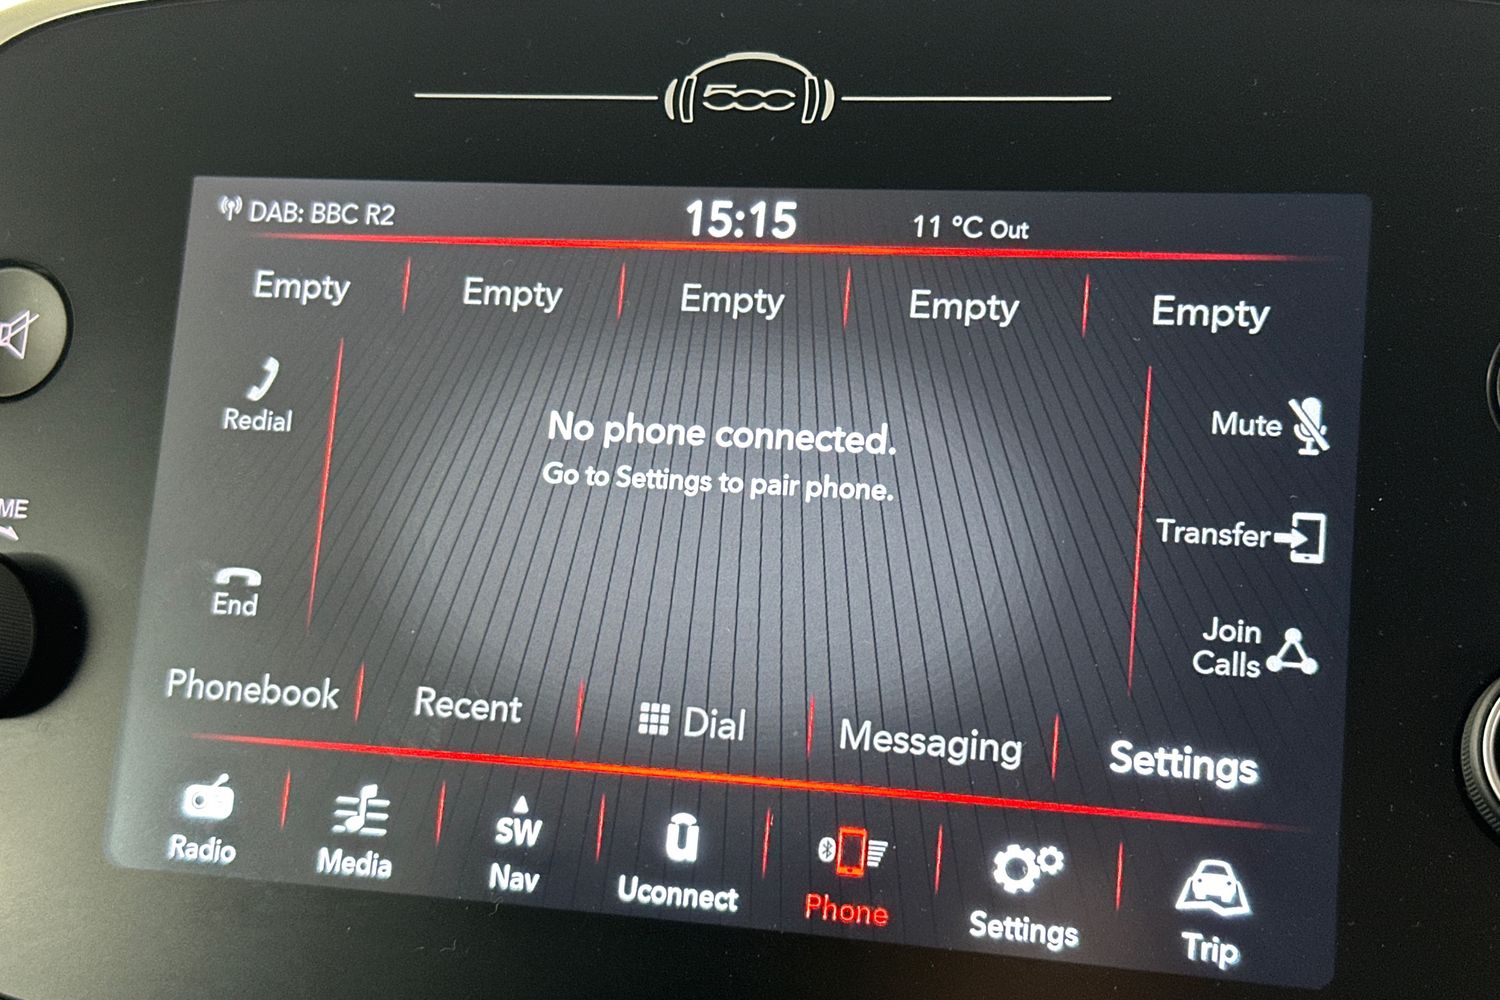 500
DAB: BBC R2
15:15
11 °C Out
Empty
Empty
Empty
Empty
Empty
Redial
No phone connected.
Go to Settings to pair phone.
Mute
Transfer
ME
End
Join
Calls
Phonebook
Recent
Dial
Messaging
Settings
Radio
Media
SW
Nav
u
Uconnect
Phone
Settings
Trip